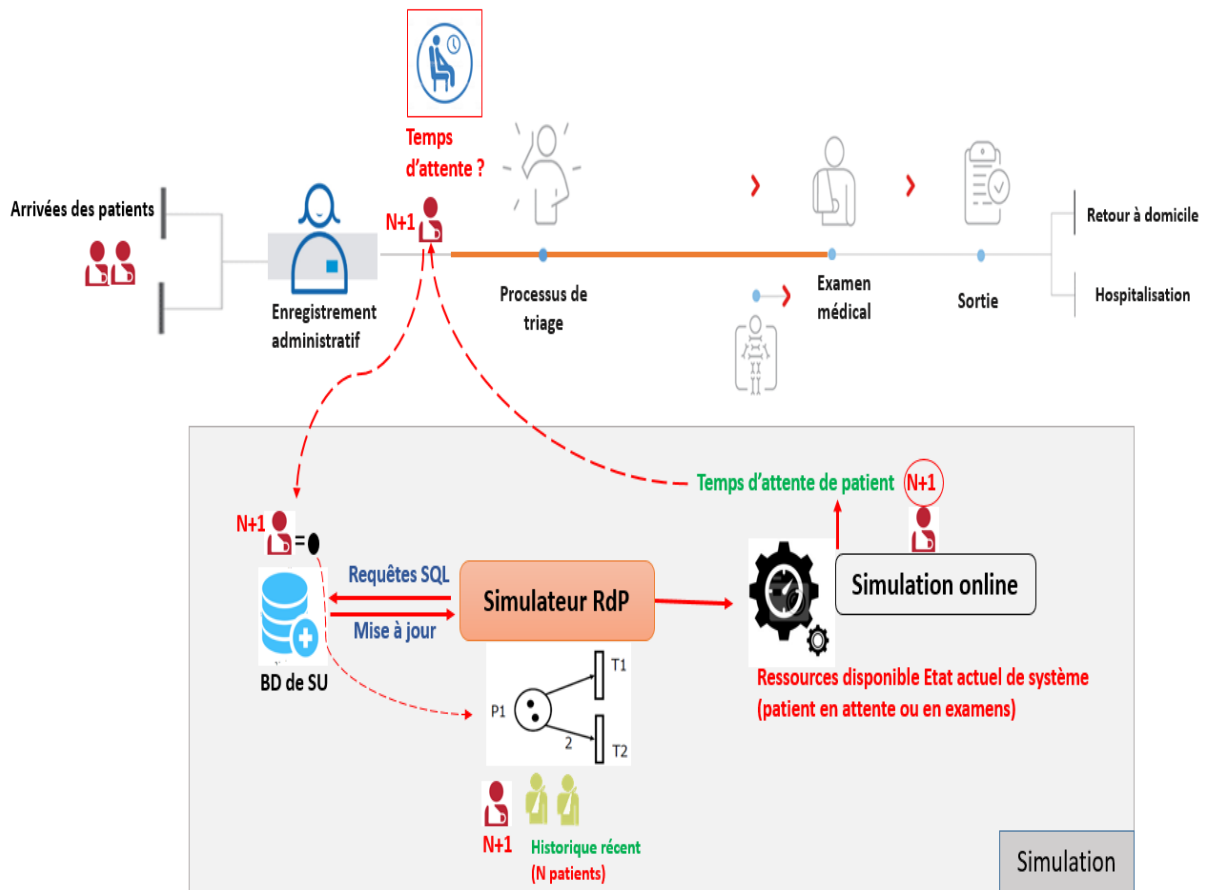 Temps
d'attente ?
Arrivées des patients
N+1
Retour à domicile
Enregistrement
administratif
Processus de
triage
Examen
médical
Sortie
Hospitalisation
Temps d'attente de patient N+1
N+1 =
Requêtes SQL
Mise à jour
BD de SU
Simulateur RdP
Simulation online
P1
T1
2
T2
Ressources disponible Etat actuel de système
(patient en attente ou en examens)
N+1
Historique récent
(N patients)
Simulation